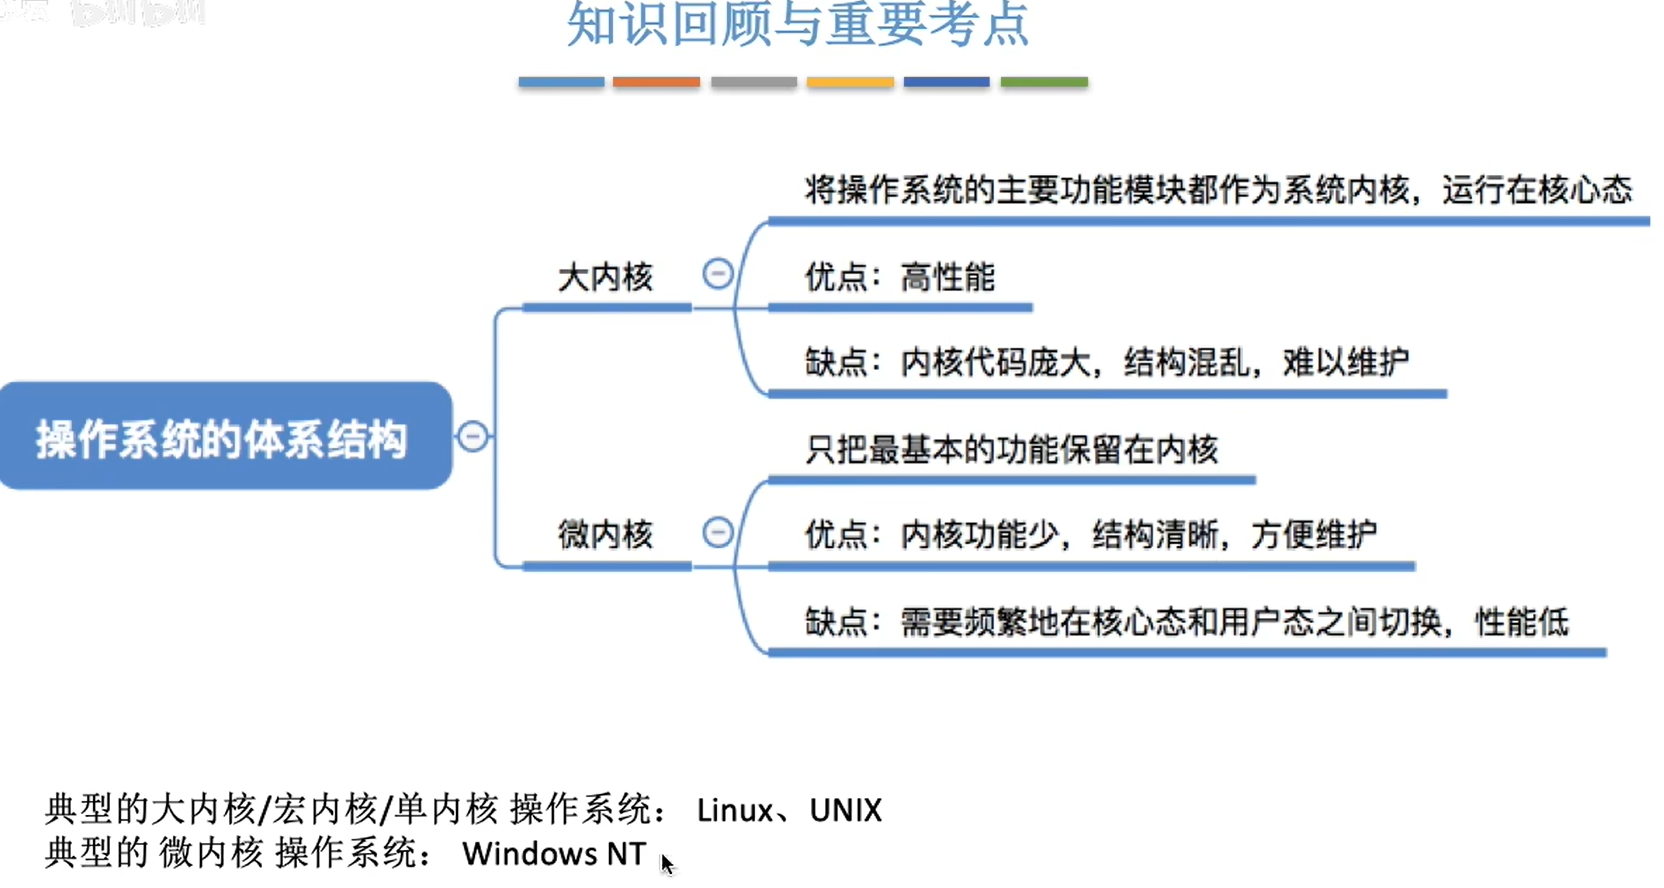 知识回顾与重要考点
将操作系统的主要功能模块都作为系统内核，运行在核心态
大内核
优点：高性能
缺点：内核代码庞大，结构混乱，难以维护
操作系统的体系结构
只把最基本的功能保留在内核
微内核
优点：内核功能少，结构清晰，方便维护
缺点：需要频繁地在核心态和用户态之间切换，性能低
典型的大内核/宏内核/单内核 操作系统： Linux、UNIX
典型的 微内核 操作系统： Windows NT